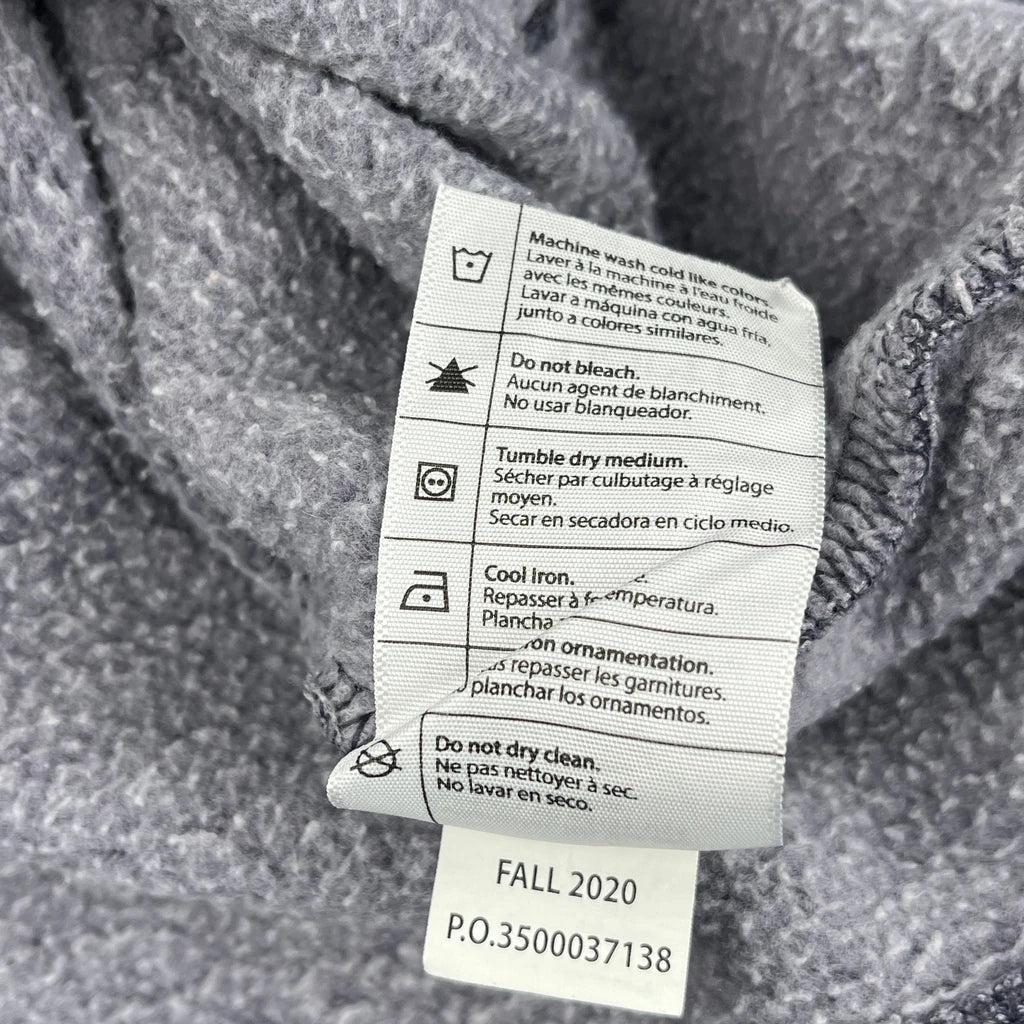 Machine wash cold like colors.
Laver à la machine à l'eau froide
avec les mêmes couleurs.
Lavar a máquina con agua fría,
junto a colores similares.
Do not bleach.
Aucun agent de blanchiment.
No usar blanqueador.
Tumble dry medium.
Sécher par culbutage à réglage
moyen.
Secar en secadora en ciclo medio.
Cool Iron.
Repasser à
Plancha
ornamentation.
repasser les garnitures.
planchar los ornamentos.
Do not dry clean.
Ne pas nettoyer à sec.
No lavar en seco.
FALL 2020
P.O.3500037138